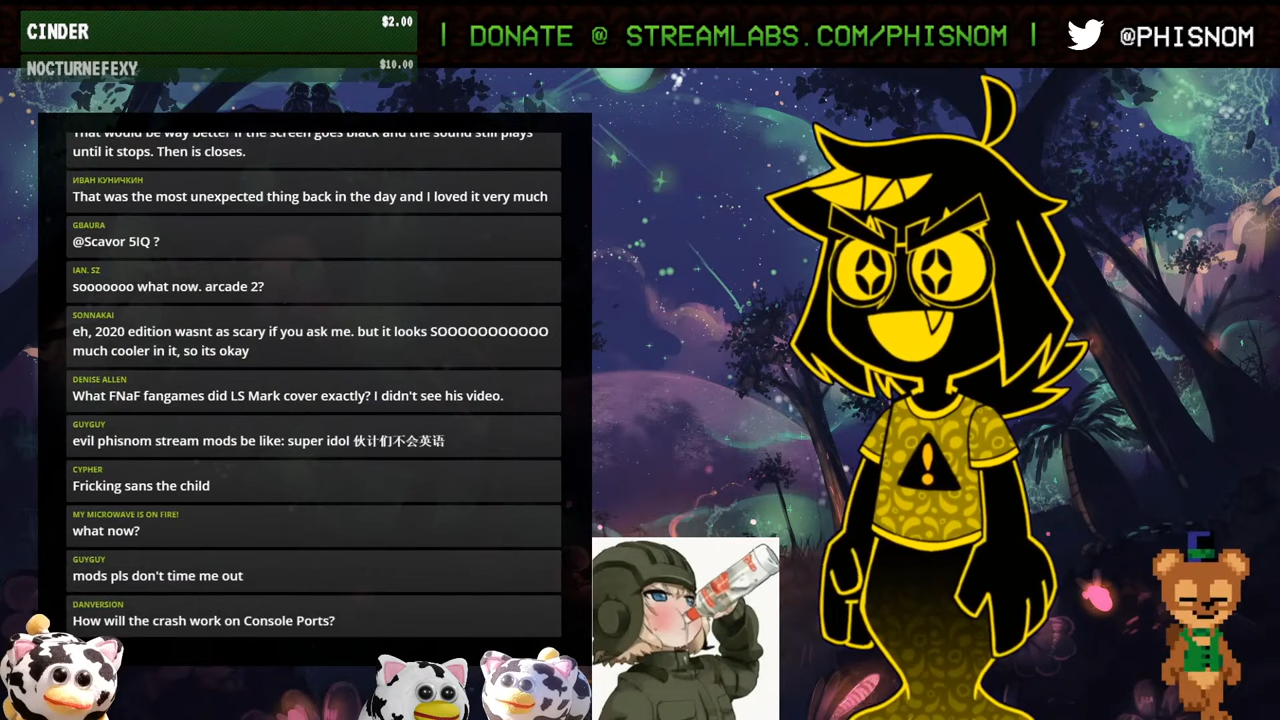 CINDER $2.00
NOCTURNEFEXY $10.00
| DONATE @ STREAMLABS.COM/PHISNOM | @PHISNOM
That would be way better if the screen goes black and the sound still plays
until it stops. Then is closes.
ИВАН КУНИЧКИН
That was the most unexpected thing back in the day and I loved it very much
GBAURA
@Scavor 5IQ ?
IAN. SZ
sooooooo what now. arcade 2?
SONNAKAI
eh, 2020 edition wasnt as scary if you ask me. but it looks SOOOOOOOOOOO
much cooler in it, so its okay
DENISE ALLEN
What FNaF fangames did LS Mark cover exactly? I didn't see his video.
GUYGUY
evil phisnom stream mods be like: super idol 伙计们不会英语
CYPHER
Fricking sans the child
MY MICROWAVE IS ON FIRE!
what now?
GUYGUY
mods pls don't time me out
DANVERSION
How will the crash work on Console Ports?